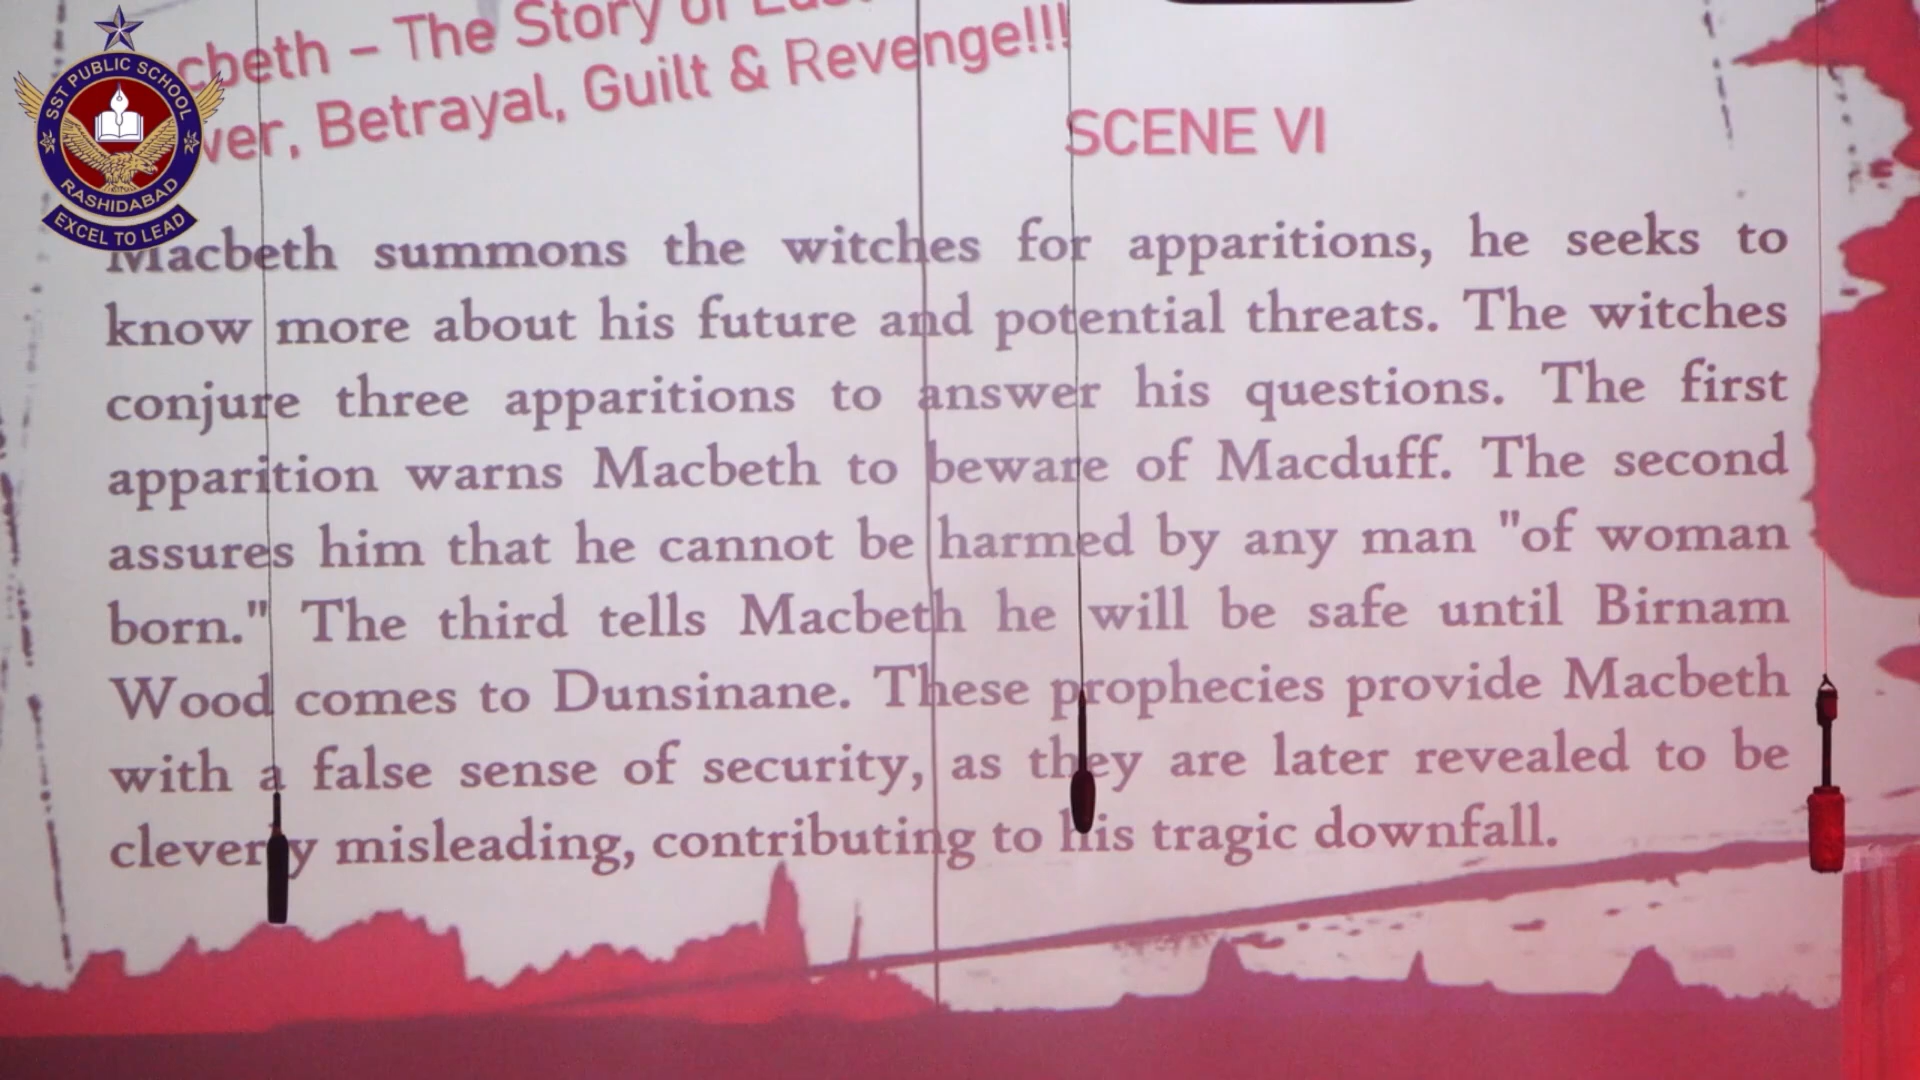 SST PUBLIC SCHOOL
RASHIDABAD
EXCEL TO LEAD
cbeth – The Story of
ver, Betrayal, Guilt & Revenge!!!
SCENE VI
Macbeth summons the witches for apparitions, he seeks to
know more about his future and potential threats. The witches
conjure three apparitions to answer his questions. The first
apparition warns Macbeth to beware of Macduff. The second
assures him that he cannot be harmed by any man "of woman
born." The third tells Macbeth he will be safe until Birnam
Wood comes to Dunsinane. These prophecies provide Macbeth
with a false sense of security, as they are later revealed to be
cleverly misleading, contributing to his tragic downfall.